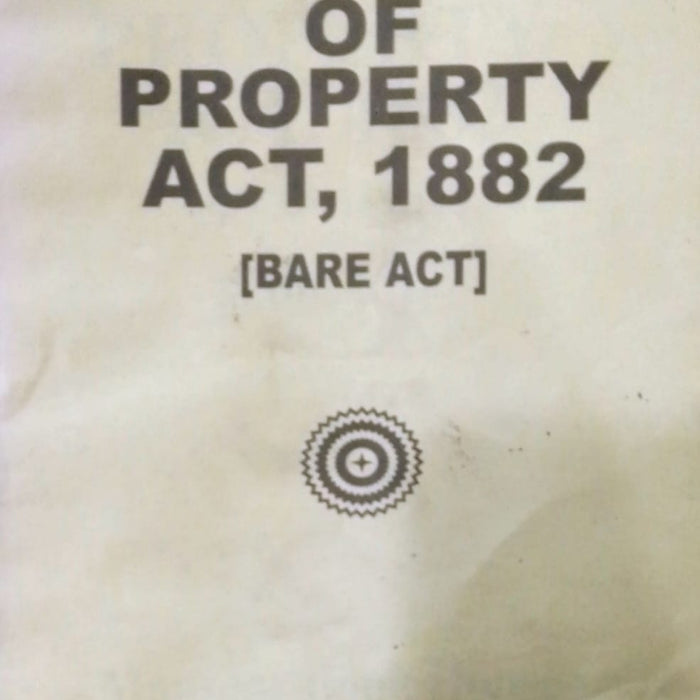 OF
PROPERTY
ACT, 1882
[BARE ACT]